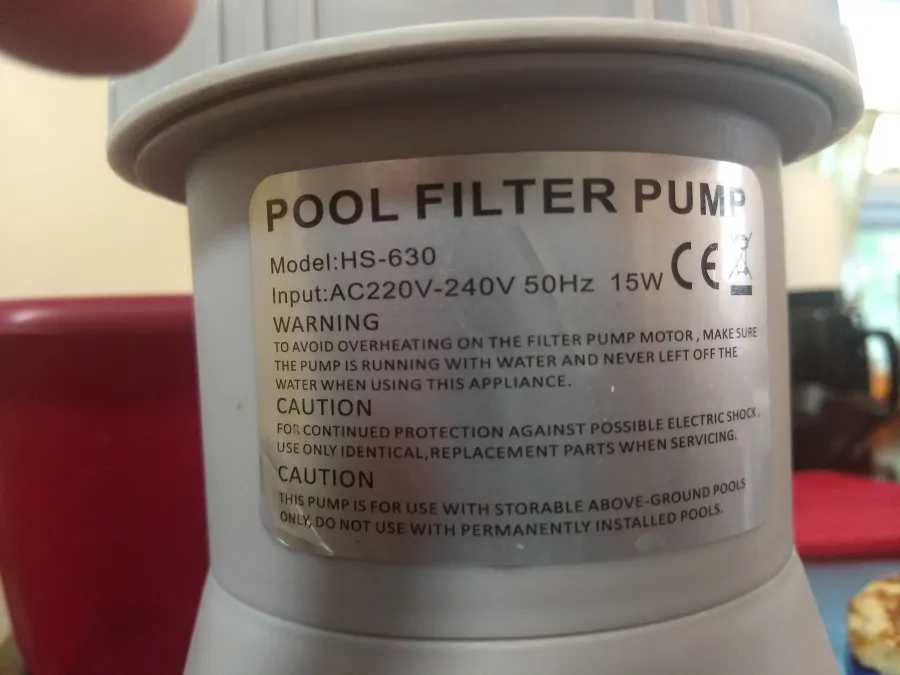 POOL FILTER PUMP
Model:HS-630
Input:AC220V-240V 50Hz 15W CE
WARNING
TO AVOID OVERHEATING ON THE FILTER PUMP MOTOR , MAKE SURE
THE PUMP IS RUNNING WITH WATER AND NEVER LEFT OFF THE
WATER WHEN USING THIS APPLIANCE.
CAUTION
FOR CONTINUED PROTECTION AGAINST POSSIBLE ELECTRIC SHOCK,
USE ONLY IDENTICAL,REPLACEMENT PARTS WHEN SERVICING.
CAUTION
THIS PUMP IS FOR USE WITH STORABLE ABOVE-GROUND POOLS
ONLY, DO NOT USE WITH PERMANENTLY INSTALLED POOLS.